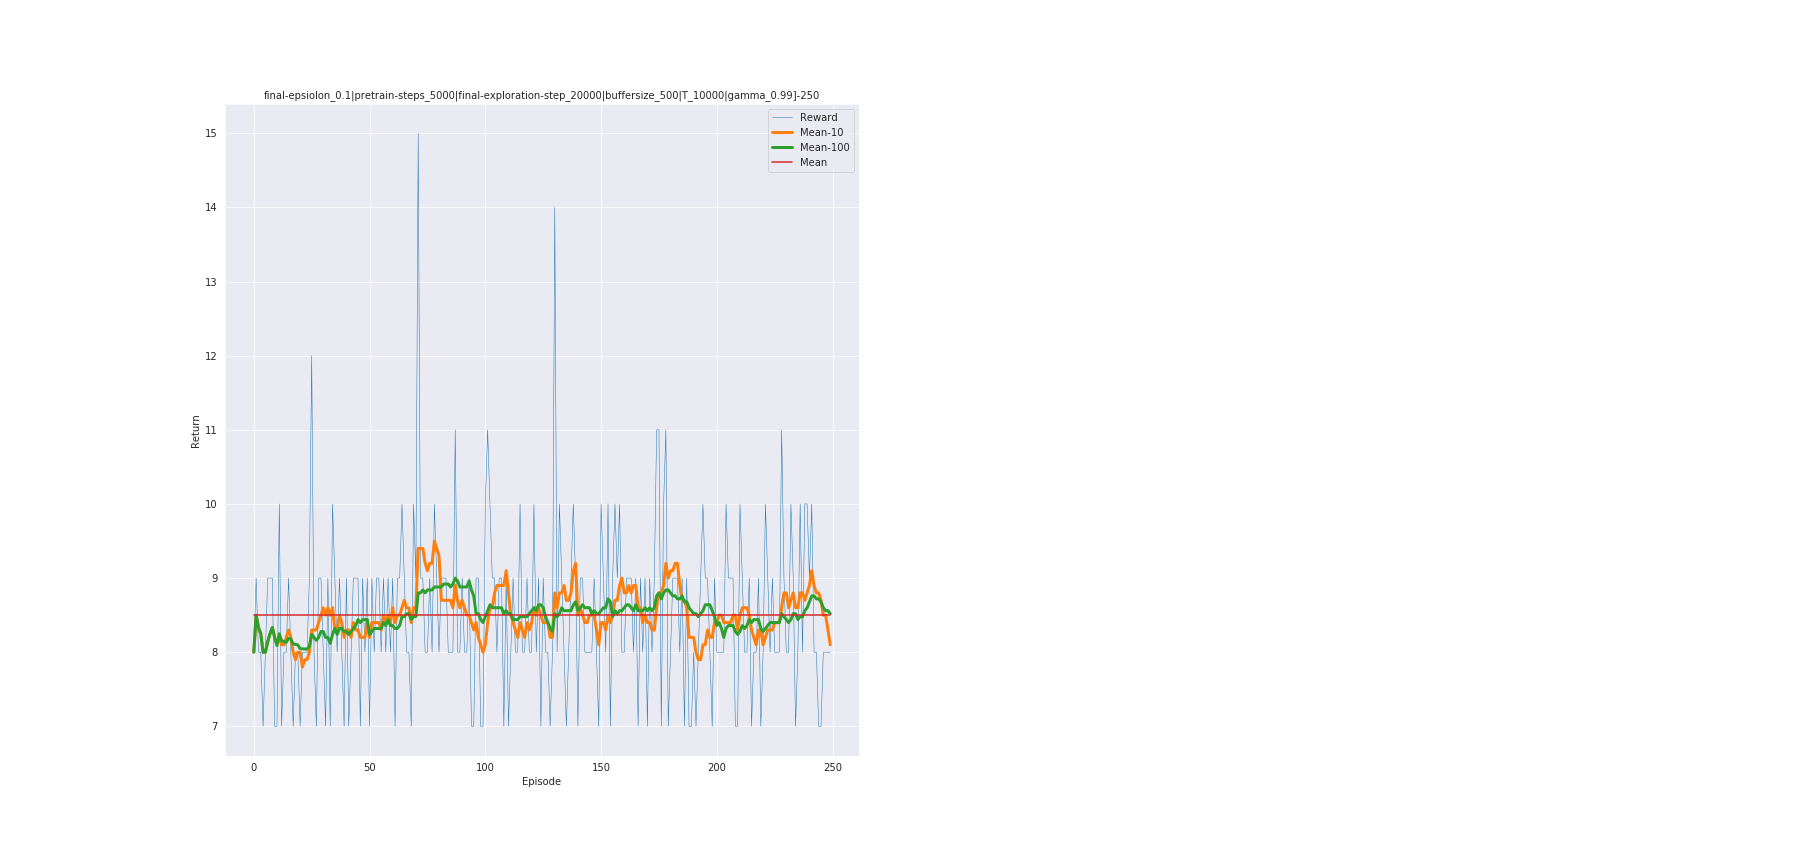 final-epsiolon_0.1|pretrain-steps_5000|final-exploration-step_20000|buffersize_500|T_10000|gamma_0.99]-250
Reward
Mean-10
Mean-100
Mean
15
14
13
12
11
10
9
8
7
Return
0 50 100 150 200 250
Episode